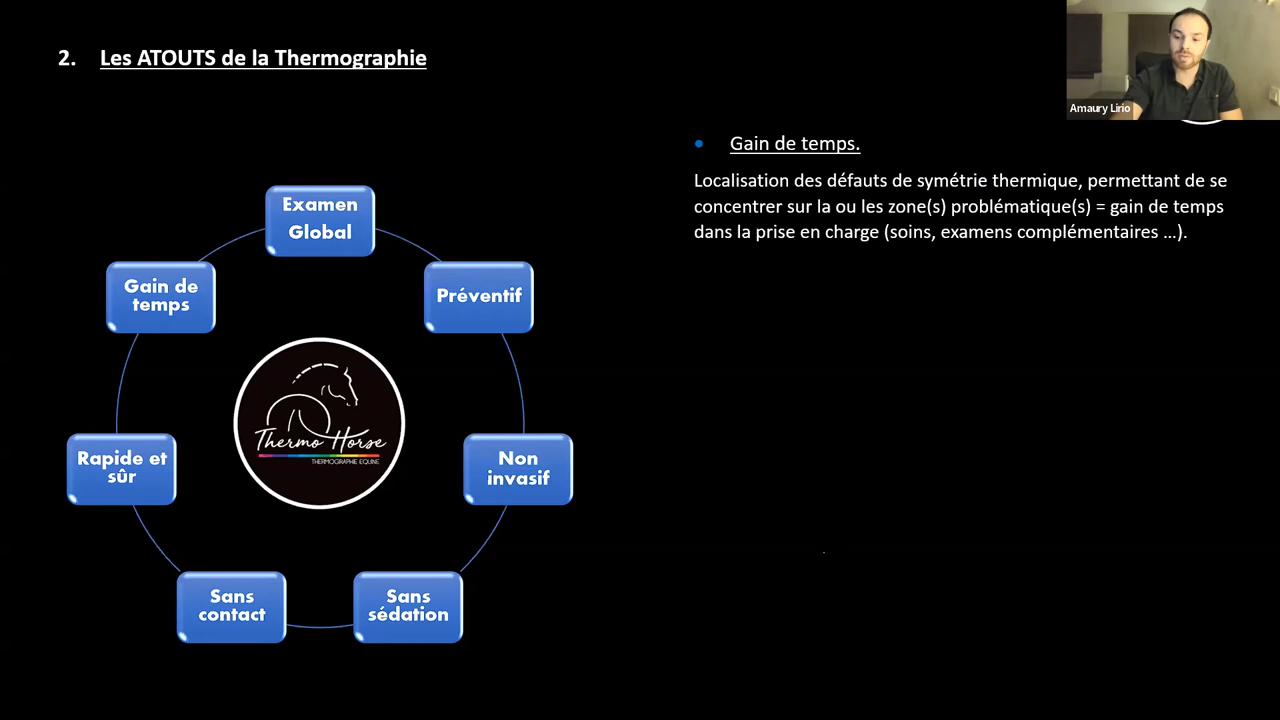 2. Les ATOUTS de la Thermographie
Amaury Lirio
Gain de temps.
Localisation des défauts de symétrie thermique, permettant de se
concentrer sur la ou les zone(s) problématique(s) = gain de temps
dans la prise en charge (soins, examens complémentaires ...).
Examen
Global
Préventif
Non
invasif
Sans
sédation
Sans
contact
Rapide et
sûr
Gain de
temps
Thermo Horse
THERMOGRAPHIE EQUINE